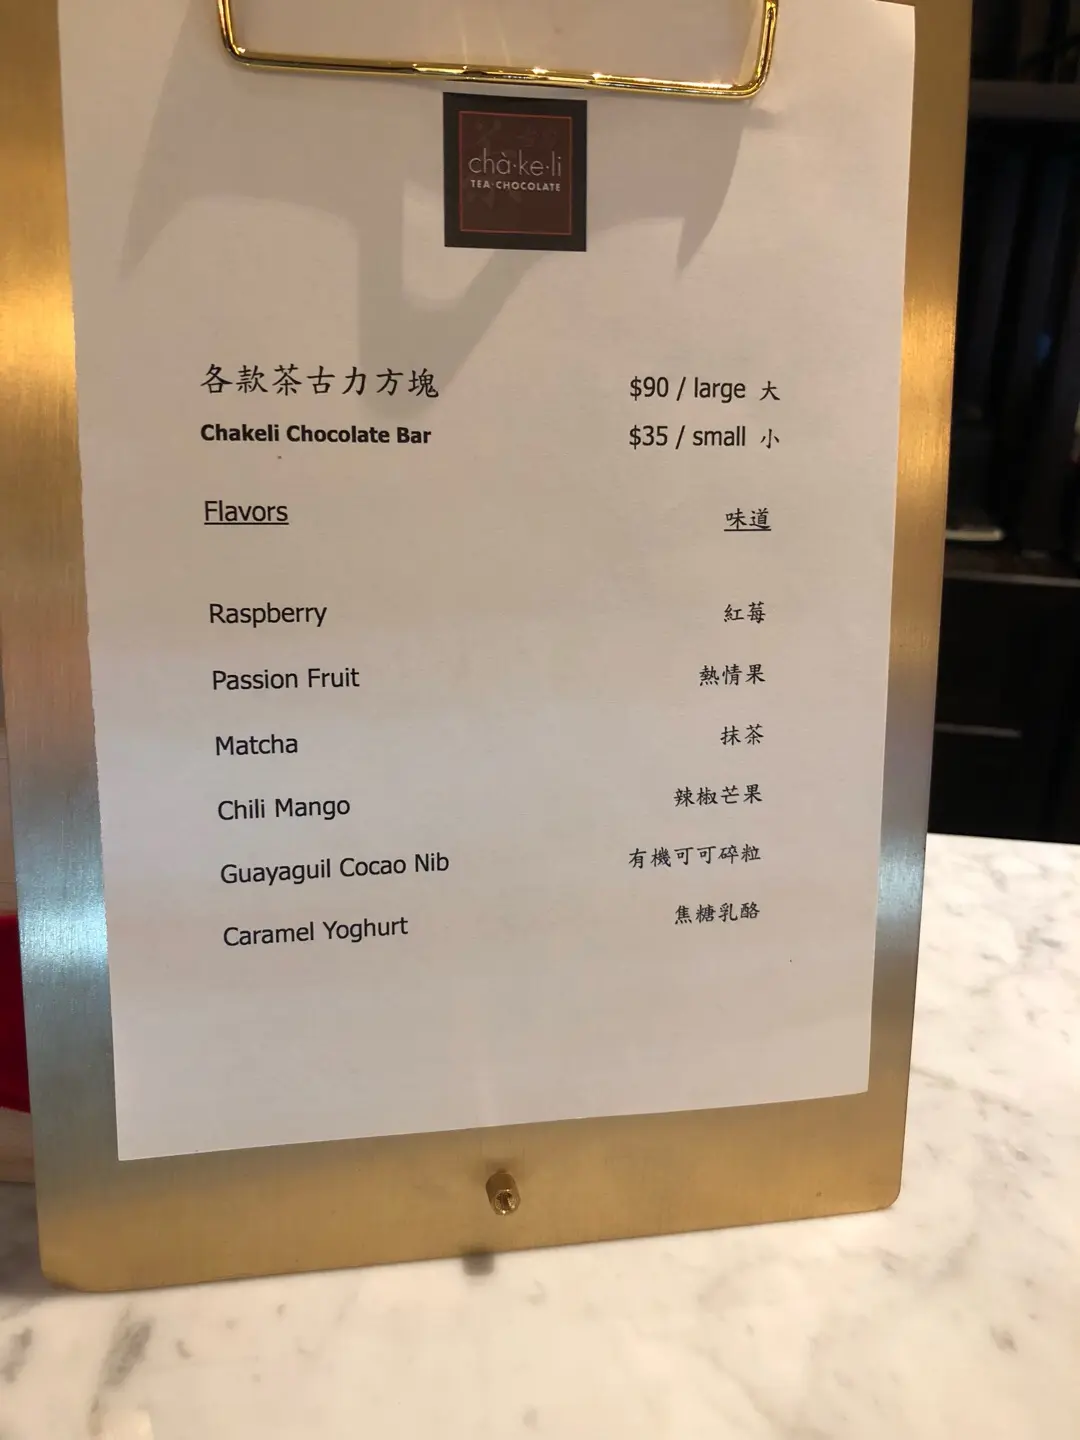 chà·ke·li
TEA·CHOCOLATE
各款茶古力方塊 $90 / large 大
Chakeli Chocolate Bar $35 / small 小
Flavors 味道
Raspberry 紅莓
Passion Fruit 熱情果
Matcha 抹茶
Chili Mango 辣椒芒果
Guayaguil Cocao Nib 有機可可碎粒
Caramel Yoghurt 焦糖乳酪